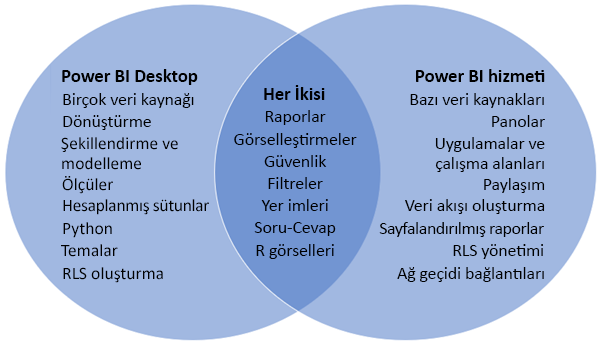 Power BI Desktop
Birçok veri kaynağı
Dönüştürme
Şekillendirme ve
modelleme
Ölçüler
Hesaplanmış sütunlar
Python
Temalar
RLS oluşturma
Her İkisi
Raporlar
Görselleştirmeler
Güvenlik
Filtreler
Yer imleri
Soru-Cevap
R görselleri
Power BI hizmeti
Bazı veri kaynakları
Panolar
Uygulamalar ve
çalışma alanları
Paylaşım
Veri akışı oluşturma
Sayfalandırılmış raporlar
RLS yönetimi
Ağ geçidi bağlantıları